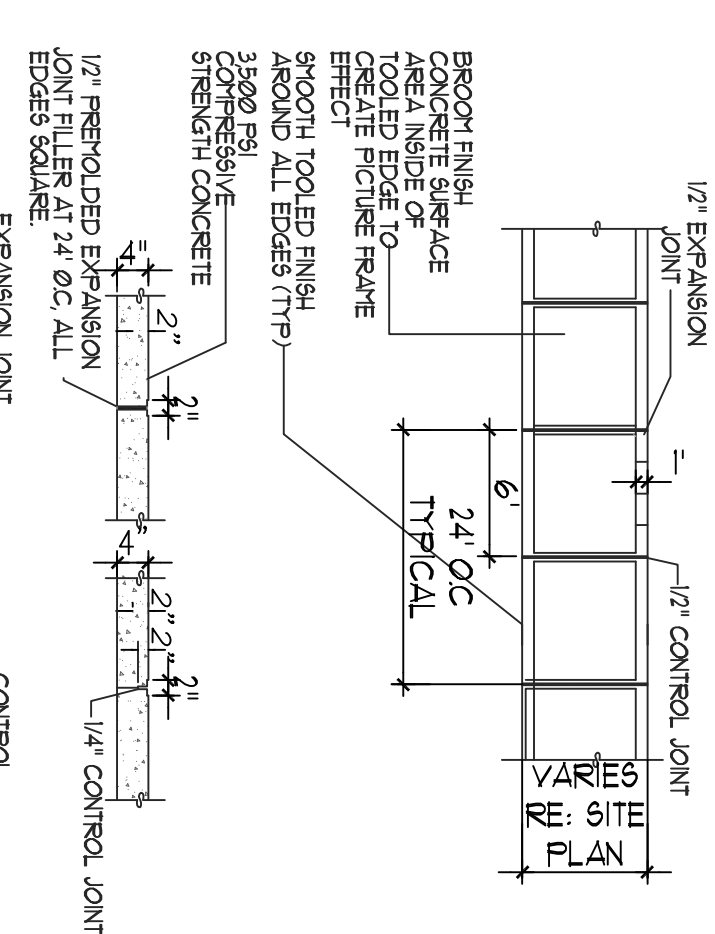 1/2" EXPANSION
JOINT
1'
1/2" CONTROL JOINT
BROOM FINISH
CONCRETE SURFACE
AREA INSIDE OF
TOOLED EDGE TO
CREATE PICTURE FRAME
EFFECT
6'
24' O.C
TYPICAL
VARIES
RE: SITE
PLAN
SMOOTH TOOLED FINISH
AROUND ALL EDGES (TYP)
3,500 PSI
COMPRESSIVE
STRENGTH CONCRETE
2"
2"
4"
2"
2"
2"
4"
1/2" PREMOLDED EXPANSION
JOINT FILLER AT 24' O.C, ALL
EDGES SQUARE.
1/4" CONTROL JOINT
EXPANSION JOINT
CONTROL